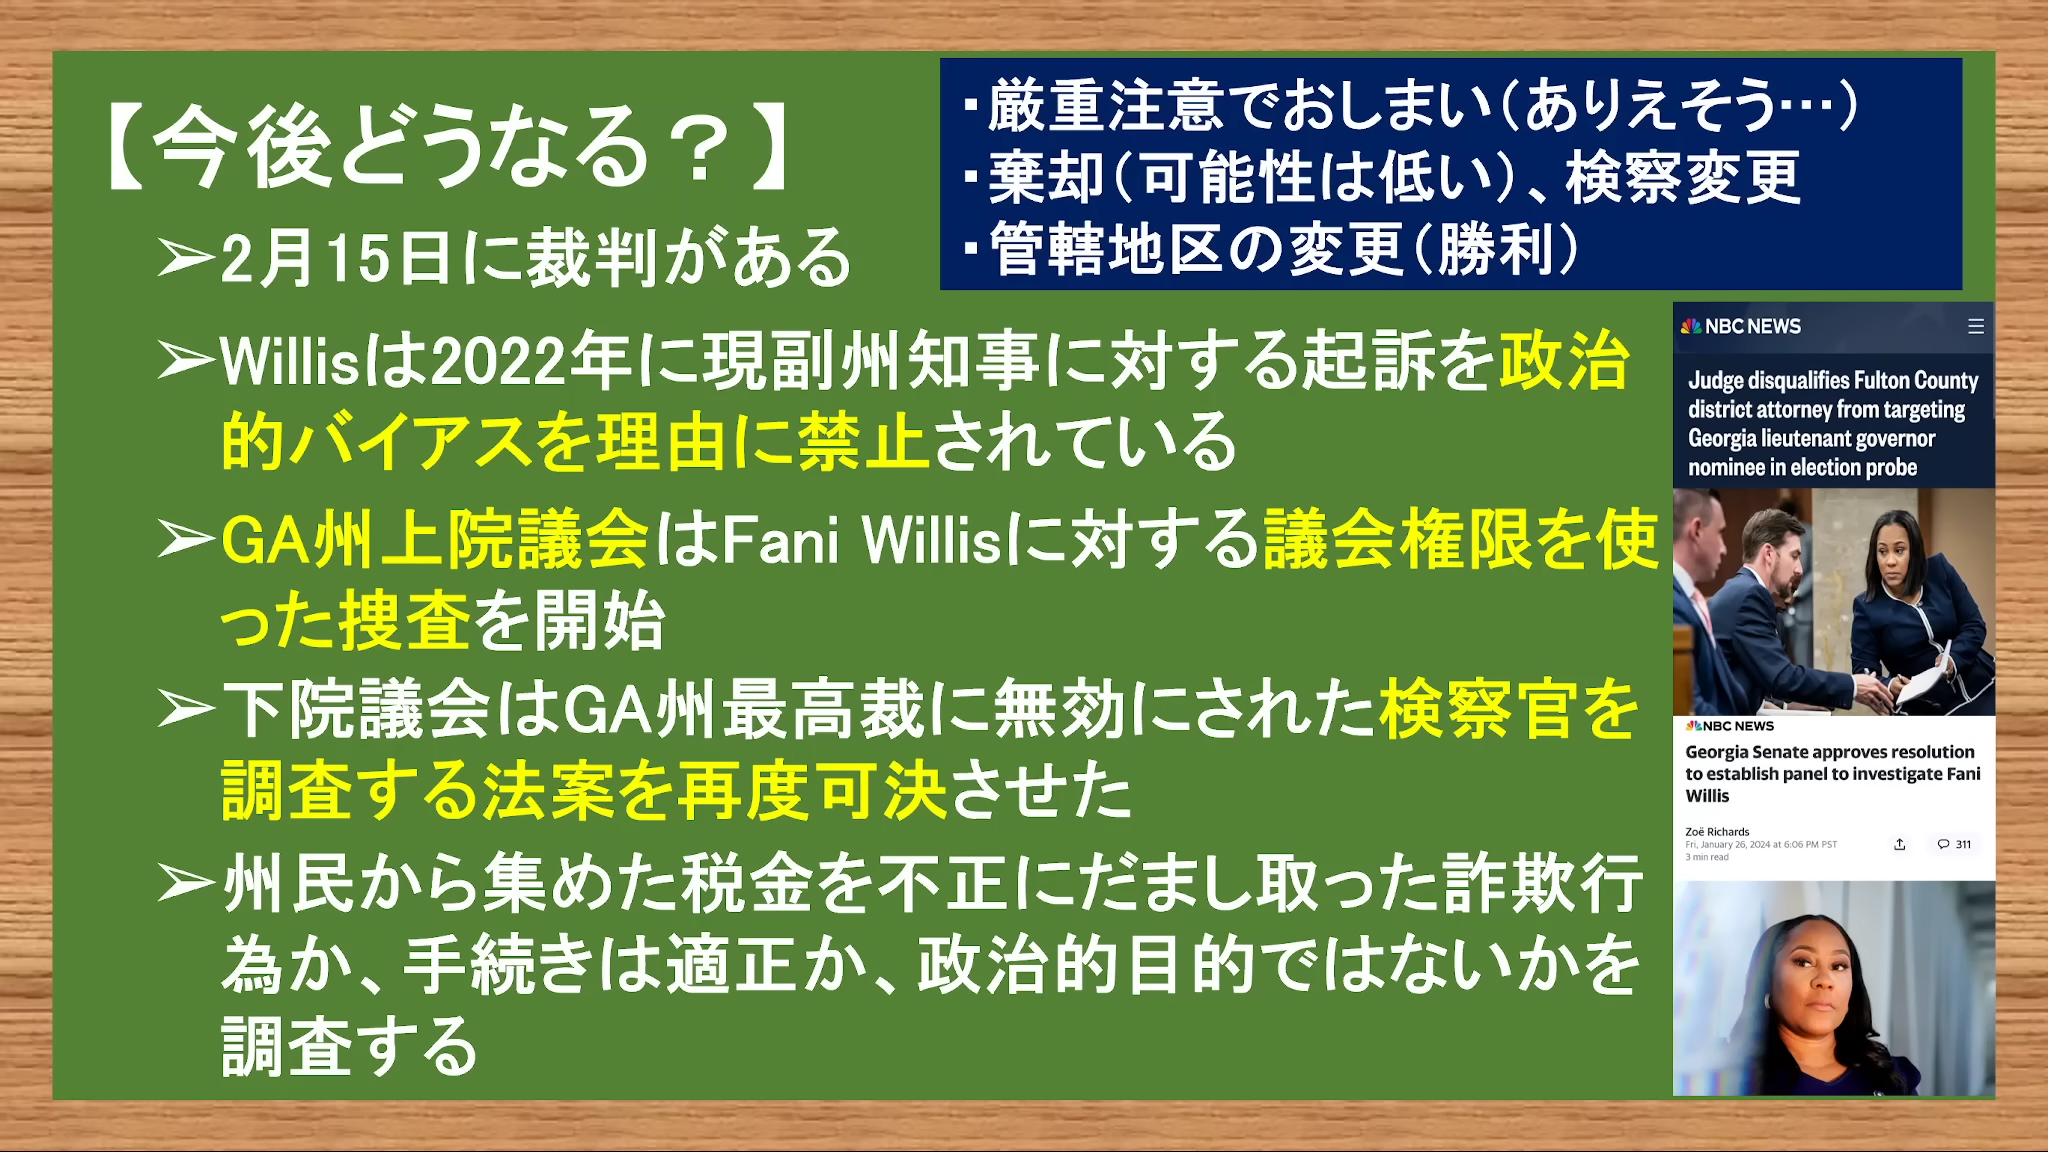 【今後どうなる？】
・厳重注意でおしまい（ありえそう…）
・棄却（可能性は低い）、検察変更
・管轄地区の変更（勝利）
➢2月15日に裁判がある
➢Willisは2022年に現副州知事に対する起訴を政治
的バイアスを理由に禁止されている
➢GA州上院議会はFani Willisに対する議会権限を使
った捜査を開始
➢下院議会はGA州最高裁に無効にされた検察官を
調査する法案を再度可決させた
➢州民から集めた税金を不正にだまし取った詐欺行
為か、手続きは適正か、政治的目的ではないかを
調査する
NBC NEWS
Judge disqualifies Fulton County
district attorney from targeting
Georgia lieutenant governor
nominee in election probe
NBC NEWS
Georgia Senate approves resolution
to establish panel to investigate Fani
Willis
Zoë Richards
Fri, January 26, 2024 at 6:06 PM PST
3 min read
311